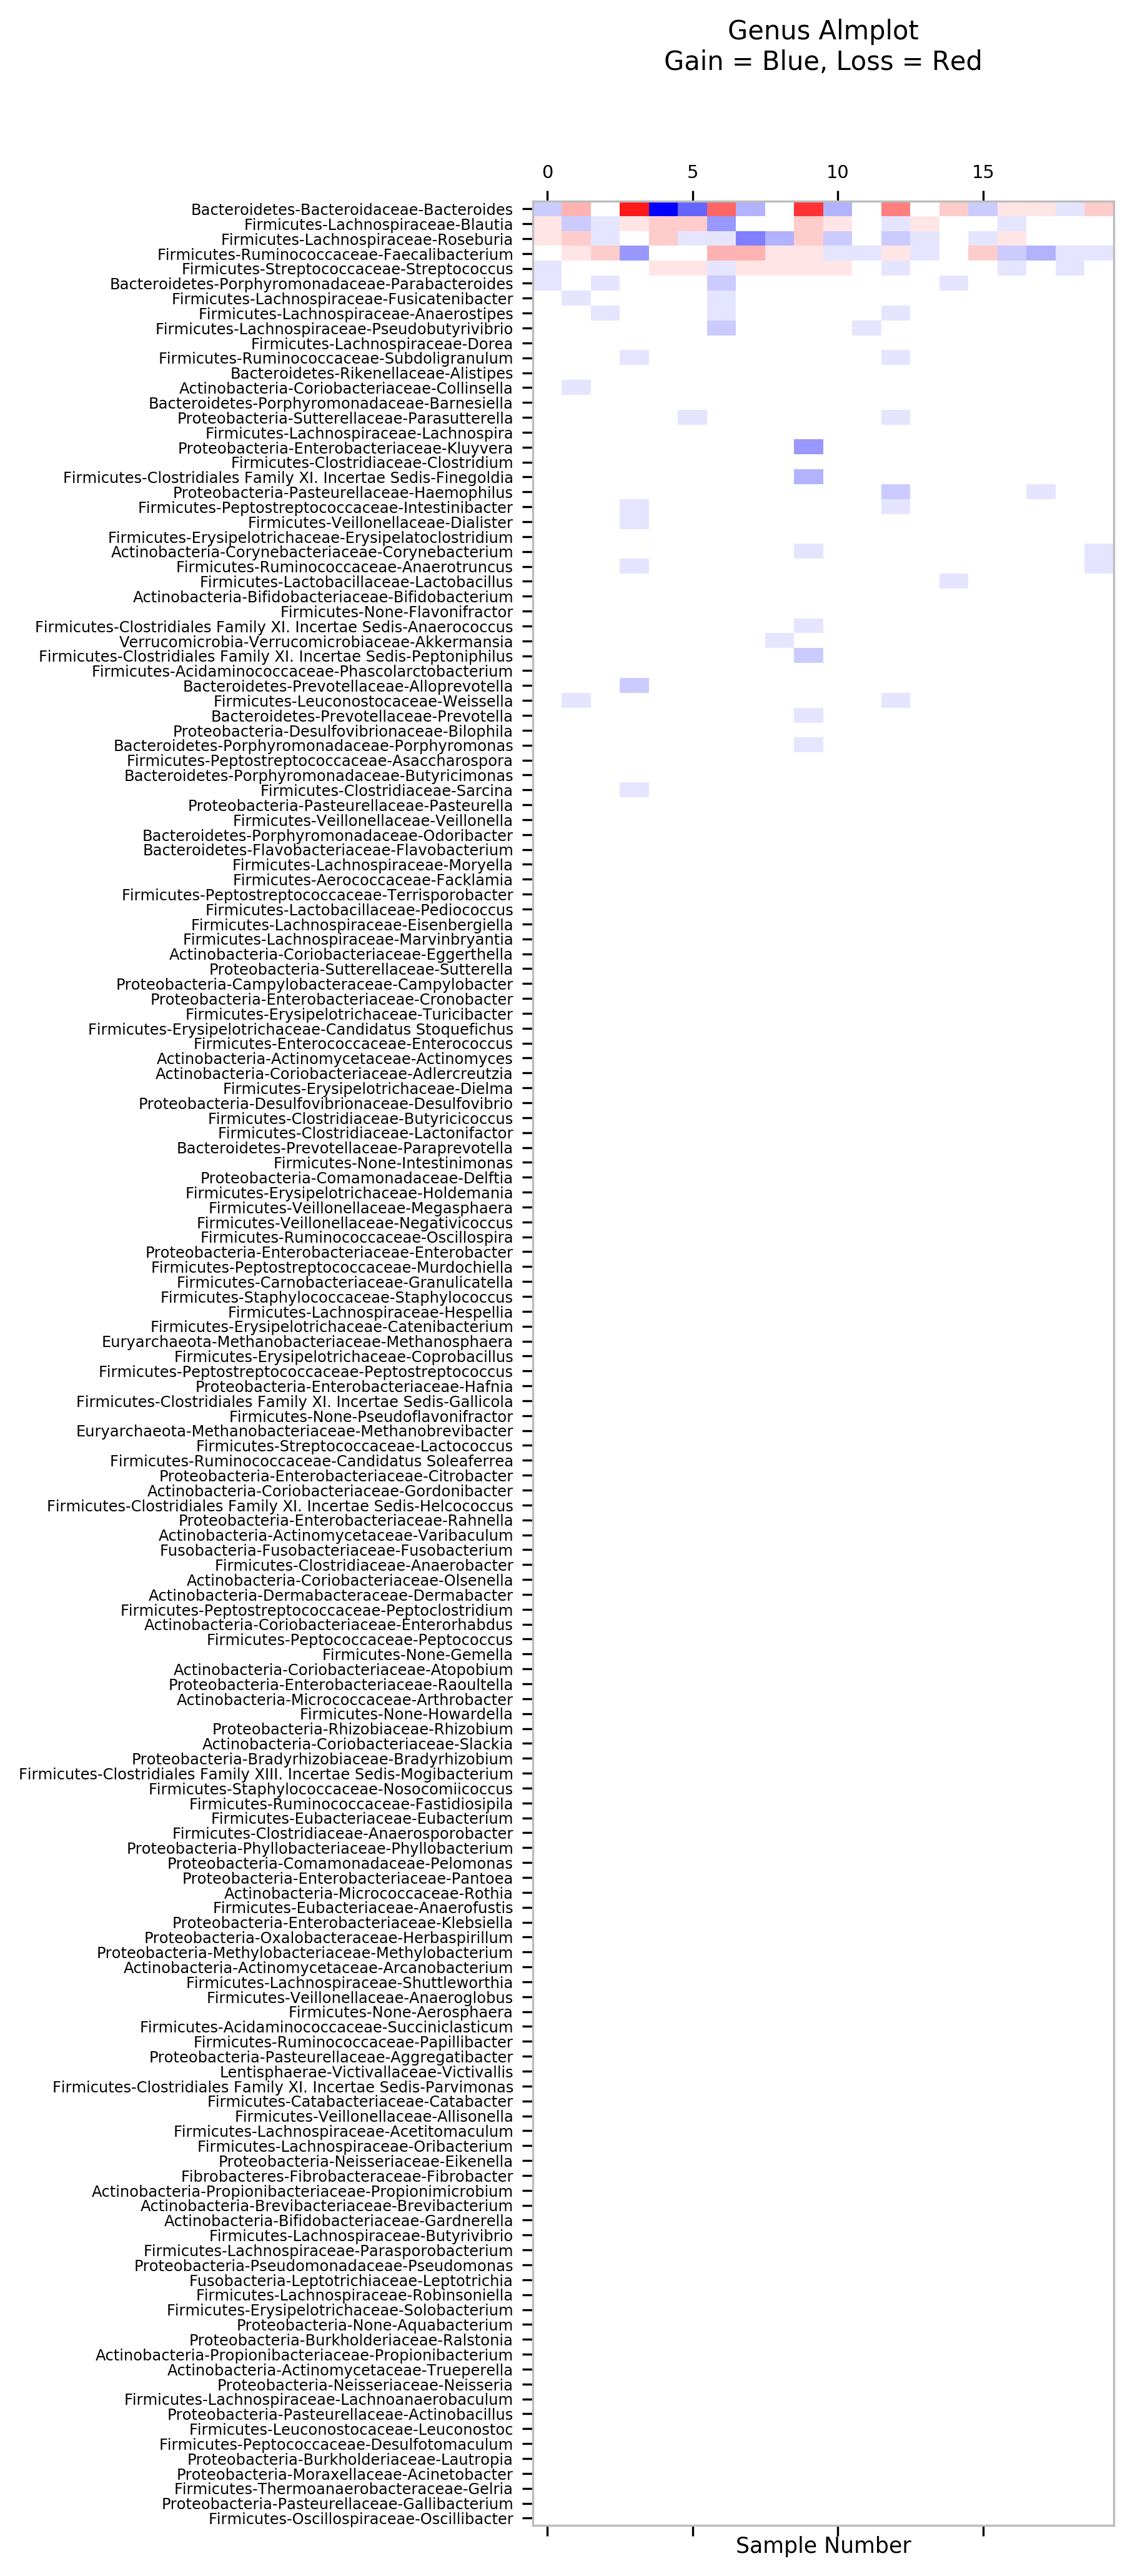 Genus Almplot
Gain = Blue, Loss = Red
0 5 10 15
Bacteroidetes-Bacteroidaceae-Bacteroides
Firmicutes-Lachnospiraceae-Blautia
Firmicutes-Lachnospiraceae-Roseburia
Firmicutes-Ruminococcaceae-Faecalibacterium
Firmicutes-Streptococcaceae-Streptococcus
Bacteroidetes-Porphyromonadaceae-Parabacteroides
Firmicutes-Lachnospiraceae-Fusicatenibacter
Firmicutes-Lachnospiraceae-Anaerostipes
Firmicutes-Lachnospiraceae-Pseudobutyrivibrio
Firmicutes-Lachnospiraceae-Dorea
Firmicutes-Ruminococcaceae-Subdoligranulum
Bacteroidetes-Rikenellaceae-Alistipes
Actinobacteria-Coriobacteriaceae-Collinsella
Bacteroidetes-Porphyromonadaceae-Barnesiella
Proteobacteria-Sutterellaceae-Parasutterella
Firmicutes-Lachnospiraceae-Lachnospira
Proteobacteria-Enterobacteriaceae-Kluyvera
Firmicutes-Clostridiaceae-Clostridium
Firmicutes-Clostridiales Family XI. Incertae Sedis-Finegoldia
Proteobacteria-Pasteurellaceae-Haemophilus
Firmicutes-Peptostreptococcaceae-Intestinibacter
Firmicutes-Veillonellaceae-Dialister
Firmicutes-Erysipelotrichaceae-Erysipelatoclostridium
Actinobacteria-Corynebacteriaceae-Corynebacterium
Firmicutes-Ruminococcaceae-Anaerotruncus
Firmicutes-Lactobacillaceae-Lactobacillus
Actinobacteria-Bifidobacteriaceae-Bifidobacterium
Firmicutes-None-Flavonifractor
Firmicutes-Clostridiales Family XI. Incertae Sedis-Anaerococcus
Verrucomicrobia-Verrucomicrobiaceae-Akkermansia
Firmicutes-Clostridiales Family XI. Incertae Sedis-Peptoniphilus
Firmicutes-Acidaminococcaceae-Phascolarctobacterium
Bacteroidetes-Prevotellaceae-Alloprevotella
Firmicutes-Leuconostocaceae-Weissella
Bacteroidetes-Prevotellaceae-Prevotella
Proteobacteria-Desulfovibrionaceae-Bilophila
Bacteroidetes-Porphyromonadaceae-Porphyromonas
Firmicutes-Peptostreptococcaceae-Asaccharospora
Bacteroidetes-Porphyromonadaceae-Butyricimonas
Firmicutes-Clostridiaceae-Sarcina
Proteobacteria-Pasteurellaceae-Pasteurella
Firmicutes-Veillonellaceae-Veillonella
Bacteroidetes-Porphyromonadaceae-Odoribacter
Bacteroidetes-Flavobacteriaceae-Flavobacterium
Firmicutes-Lachnospiraceae-Moryella
Firmicutes-Aerococcaceae-Facklamia
Firmicutes-Peptostreptococcaceae-Terrisporobacter
Firmicutes-Lactobacillaceae-Pediococcus
Firmicutes-Lachnospiraceae-Eisenbergiella
Firmicutes-Lachnospiraceae-Marvinbryantia
Actinobacteria-Coriobacteriaceae-Eggerthella
Proteobacteria-Sutterellaceae-Sutterella
Proteobacteria-Campylobacteraceae-Campylobacter
Proteobacteria-Enterobacteriaceae-Cronobacter
Firmicutes-Erysipelotrichaceae-Turicibacter
Firmicutes-Erysipelotrichaceae-Candidatus Stoquefichus
Firmicutes-Enterococcaceae-Enterococcus
Actinobacteria-Actinomycetaceae-Actinomyces
Actinobacteria-Coriobacteriaceae-Adlercreutzia
Firmicutes-Erysipelotrichaceae-Dielma
Proteobacteria-Desulfovibrionaceae-Desulfovibrio
Firmicutes-Clostridiaceae-Butyricicoccus
Firmicutes-Clostridiaceae-Lactonifactor
Bacteroidetes-Prevotellaceae-Paraprevotella
Firmicutes-None-Intestinimonas
Proteobacteria-Comamonadaceae-Delftia
Firmicutes-Erysipelotrichaceae-Holdemania
Firmicutes-Veillonellaceae-Megasphaera
Firmicutes-Veillonellaceae-Negativicoccus
Firmicutes-Ruminococcaceae-Oscillospira
Proteobacteria-Enterobacteriaceae-Enterobacter
Firmicutes-Peptostreptococcaceae-Murdochiella
Firmicutes-Carnobacteriaceae-Granulicatella
Firmicutes-Staphylococcaceae-Staphylococcus
Firmicutes-Lachnospiraceae-Hespellia
Firmicutes-Erysipelotrichaceae-Catenibacterium
Euryarchaeota-Methanobacteriaceae-Methanosphaera
Firmicutes-Erysipelotrichaceae-Coprobacillus
Firmicutes-Peptostreptococcaceae-Peptostreptococcus
Proteobacteria-Enterobacteriaceae-Hafnia
Firmicutes-Clostridiales Family XI. Incertae Sedis-Gallicola
Firmicutes-None-Pseudoflavonifractor
Euryarchaeota-Methanobacteriaceae-Methanobrevibacter
Firmicutes-Streptococcaceae-Lactococcus
Firmicutes-Ruminococcaceae-Candidatus Soleaferrea
Proteobacteria-Enterobacteriaceae-Citrobacter
Actinobacteria-Coriobacteriaceae-Gordonibacter
Firmicutes-Clostridiales Family XI. Incertae Sedis-Helcococcus
Proteobacteria-Enterobacteriaceae-Rahnella
Actinobacteria-Actinomycetaceae-Varibaculum
Fusobacteria-Fusobacteriaceae-Fusobacterium
Firmicutes-Clostridiaceae-Anaerobacter
Actinobacteria-Coriobacteriaceae-Olsenella
Actinobacteria-Dermabacteraceae-Dermabacter
Firmicutes-Peptostreptococcaceae-Peptoclostridium
Actinobacteria-Coriobacteriaceae-Enterorhabdus
Firmicutes-Peptococcaceae-Peptococcus
Firmicutes-None-Gemella
Actinobacteria-Coriobacteriaceae-Atopobium
Proteobacteria-Enterobacteriaceae-Raoultella
Actinobacteria-Micrococcaceae-Arthrobacter
Firmicutes-None-Howardella
Proteobacteria-Rhizobiaceae-Rhizobium
Actinobacteria-Coriobacteriaceae-Slackia
Proteobacteria-Bradyrhizobiaceae-Bradyrhizobium
Firmicutes-Clostridiales Family XIII. Incertae Sedis-Mogibacterium
Firmicutes-Staphylococcaceae-Nosocomiicoccus
Firmicutes-Ruminococcaceae-Fastidiosipila
Firmicutes-Eubacteriaceae-Eubacterium
Firmicutes-Clostridiaceae-Anaerosporobacter
Proteobacteria-Phyllobacteriaceae-Phyllobacterium
Proteobacteria-Comamonadaceae-Pelomonas
Proteobacteria-Enterobacteriaceae-Pantoea
Actinobacteria-Micrococcaceae-Rothia
Firmicutes-Eubacteriaceae-Anaerofustis
Proteobacteria-Enterobacteriaceae-Klebsiella
Proteobacteria-Oxalobacteraceae-Herbaspirillum
Proteobacteria-Methylobacteriaceae-Methylobacterium
Actinobacteria-Actinomycetaceae-Arcanobacterium
Firmicutes-Lachnospiraceae-Shuttleworthia
Firmicutes-Veillonellaceae-Anaeroglobus
Firmicutes-None-Aerosphaera
Firmicutes-Acidaminococcaceae-Succiniclasticum
Firmicutes-Ruminococcaceae-Papillibacter
Proteobacteria-Pasteurellaceae-Aggregatibacter
Lentisphaerae-Victivallaceae-Victivallis
Firmicutes-Clostridiales Family XI. Incertae Sedis-Parvimonas
Firmicutes-Catabacteriaceae-Catabacter
Firmicutes-Veillonellaceae-Allisonella
Firmicutes-Lachnospiraceae-Acetitomaculum
Firmicutes-Lachnospiraceae-Oribacterium
Proteobacteria-Neisseriaceae-Eikenella
Fibrobacteres-Fibrobacteraceae-Fibrobacter
Actinobacteria-Propionibacteriaceae-Propionimicrobium
Actinobacteria-Brevibacteriaceae-Brevibacterium
Actinobacteria-Bifidobacteriaceae-Gardnerella
Firmicutes-Lachnospiraceae-Butyrivibrio
Firmicutes-Lachnospiraceae-Parasporobacterium
Proteobacteria-Pseudomonadaceae-Pseudomonas
Fusobacteria-Leptotrichiaceae-Leptotrichia
Firmicutes-Lachnospiraceae-Robinsoniella
Firmicutes-Erysipelotrichaceae-Solobacterium
Proteobacteria-None-Aquabacterium
Proteobacteria-Burkholderiaceae-Ralstonia
Actinobacteria-Propionibacteriaceae-Propionibacterium
Actinobacteria-Actinomycetaceae-Trueperella
Proteobacteria-Neisseriaceae-Neisseria
Firmicutes-Lachnospiraceae-Lachnoanaerobaculum
Proteobacteria-Pasteurellaceae-Actinobacillus
Firmicutes-Leuconostocaceae-Leuconostoc
Firmicutes-Peptococcaceae-Desulfotomaculum
Proteobacteria-Burkholderiaceae-Lautropia
Proteobacteria-Moraxellaceae-Acinetobacter
Firmicutes-Thermoanaerobacteraceae-Gelria
Proteobacteria-Pasteurellaceae-Gallibacterium
Firmicutes-Oscillospiraceae-Oscillibacter
Sample Number